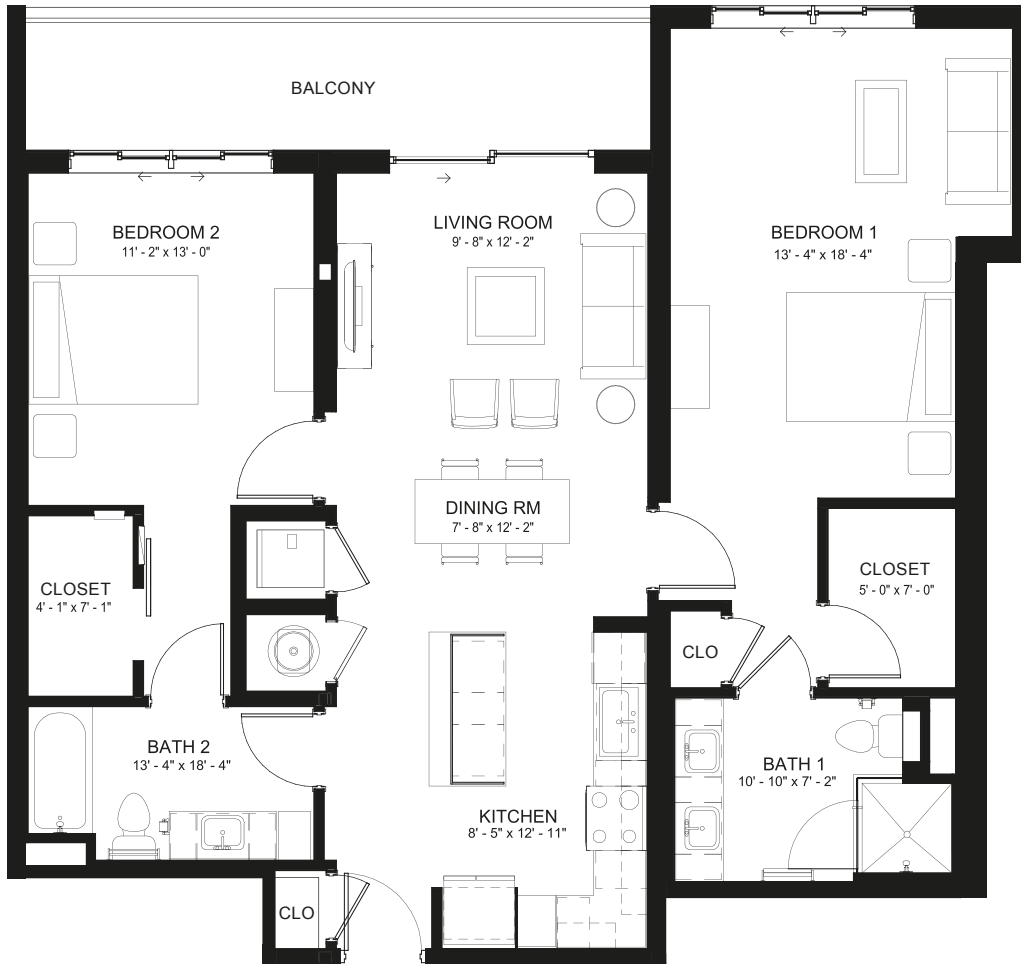 BALCONY
BEDROOM 2
11' - 2" x 13' - 0"
LIVING ROOM
9' - 8" x 12' - 2"
BEDROOM 1
13' - 4" x 18' - 4"
DINING RM
7' - 8" x 12' - 2"
CLOSET
4' - 1" x 7' - 1"
CLOSET
5' - 0" x 7' - 0"
CLO
BATH 2
13' - 4" x 18' - 4"
BATH 1
10' - 10" x 7' - 2"
KITCHEN
8' - 5" x 12' - 11"
CLO